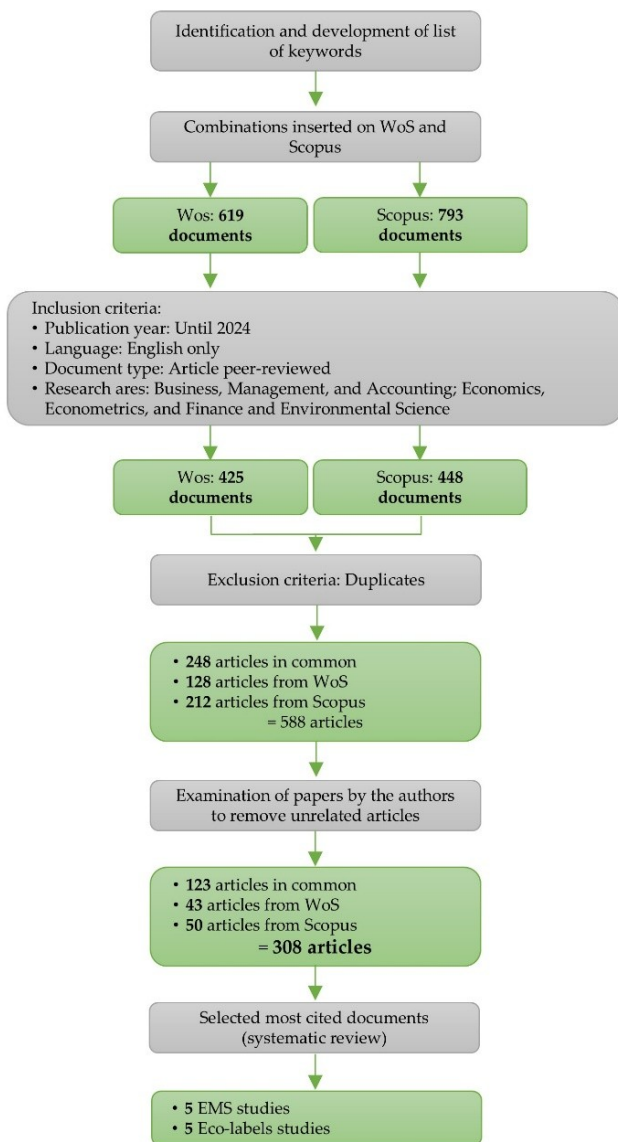 Identification and development of list
of keywords
Combinations inserted on WoS and
Scopus
Wos: 619
documents
Scopus: 793
documents
Inclusion criteria:
• Publication year: Until 2024
• Language: English only
• Document type: Article peer-reviewed
• Research ares: Business, Management, and Accounting; Economics,
Econometrics, and Finance and Environmental Science
Wos: 425
documents
Scopus: 448
documents
Exclusion criteria: Duplicates
• 248 articles in common
• 128 articles from WoS
• 212 articles from Scopus
= 588 articles
Examination of papers by the authors
to remove unrelated articles
• 123 articles in common
• 43 articles from WoS
• 50 articles from Scopus
= 308 articles
Selected most cited documents
(systematic review)
• 5 EMS studies
• 5 Eco-labels studies